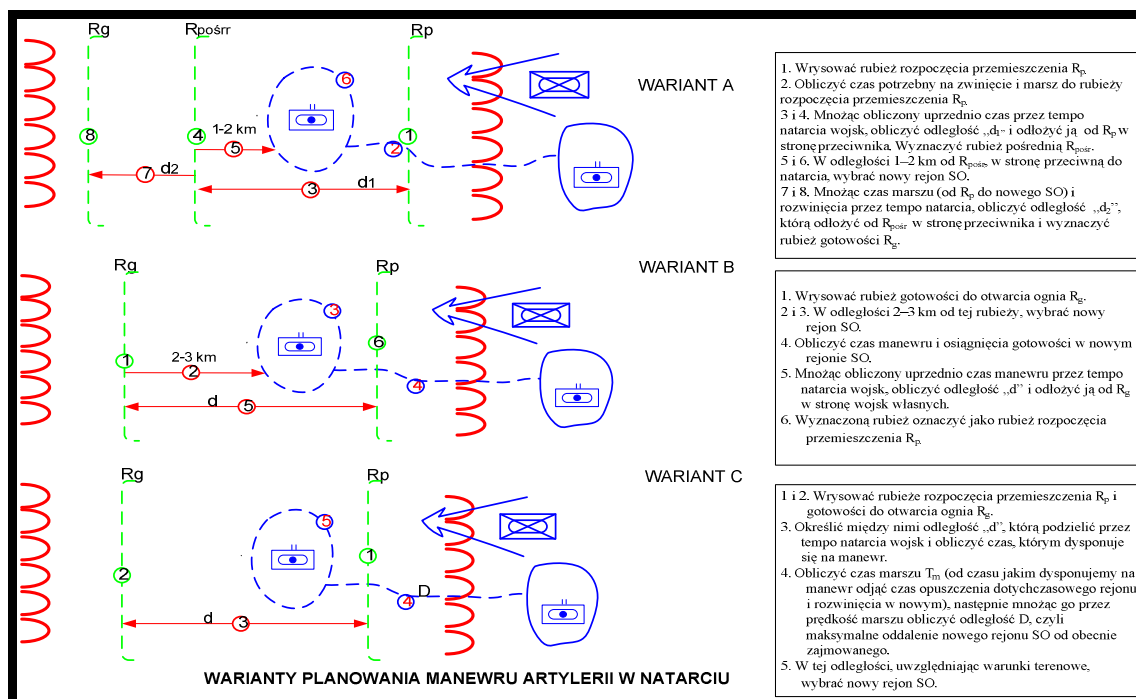 Rg
Rpośrr
Rp
6
WARIANT A
8
4
1-2 km
5
2
1
7
d2
3
d1
1. Wrysować rubież rozpoczęcia przemieszczenia Rp.
2. Obliczyć czas potrzebny na zwinięcie i marsz do rubieży
rozpoczęcia przemieszczenia Rp.
3 i 4. Mnożąc obliczony uprzednio czas przez tempo
natarcia wojsk, obliczyć odległość „d1” i odłożyć ją od Rp w
stronę przeciwnika. Wyznaczyć rubież pośrednią Rpośr.
5 i 6. W odległości 1–2 km od Rpośr, w stronę przeciwną do
natarcia, wybrać nowy rejon SO.
7 i 8. Mnożąc czas marszu (od Rp do nowego SO) i
rozwinięcia przez tempo natarcia, obliczyć odległość „d2”,
którą odłożyć od Rpośr w stronę przeciwnika i wyznaczyć
rubież gotowości Rg.
Rg
Rp
WARIANT B
3
6
1
2-3 km
2
4
d
5
1. Wrysować rubież gotowości do otwarcia ognia Rg.
2 i 3. W odległości 2–3 km od tej rubieży, wybrać nowy
rejon SO.
4. Obliczyć czas manewru i osiągnięcia gotowości w nowym
rejonie SO.
5. Mnożąc obliczony uprzednio czas manewru przez tempo
natarcia wojsk, obliczyć odległość „d” i odłożyć ją od Rg
w stronę wojsk własnych.
6. Wyznaczoną rubież oznaczyć jako rubież rozpoczęcia
przemieszczenia Rp.
Rg
Rp
WARIANT C
5
1
2
D
4
d
3
1 i 2. Wrysować rubieże rozpoczęcia przemieszczenia Rp i
gotowości do otwarcia ognia Rg.
3. Określić między nimi odległość „d”, którą podzielić przez
tempo natarcia wojsk i obliczyć czas, którym dysponuje
się na manewr.
4. Obliczyć czas marszu Tm (od czasu jakim dysponujemy na
manewr odjąć czas opuszczenia dotychczasowego rejonu
i rozwinięcia w nowym), następnie mnożąc go przez
prędkość marszu obliczyć odległość D, czyli
maksymalne oddalenie nowego rejonu SO od obecnie
zajmowanego.
5. W tej odległości, uwzględniając warunki terenowe,
wybrać nowy rejon SO.
WARIANTY PLANOWANIA MANEWRU ARTYLERII W NATARCIU